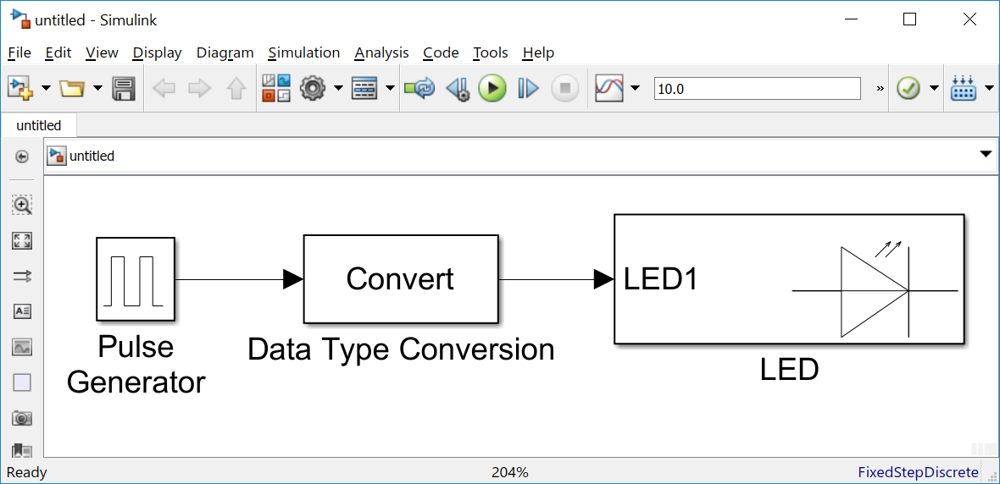 untitled - Simulink
File Edit View Display Diagram Simulation Analysis Code Tools Help
10.0 »
untitled
untitled
Convert
LED1
Pulse
Generator
Data Type Conversion
LED
Ready 204% FixedStepDiscrete